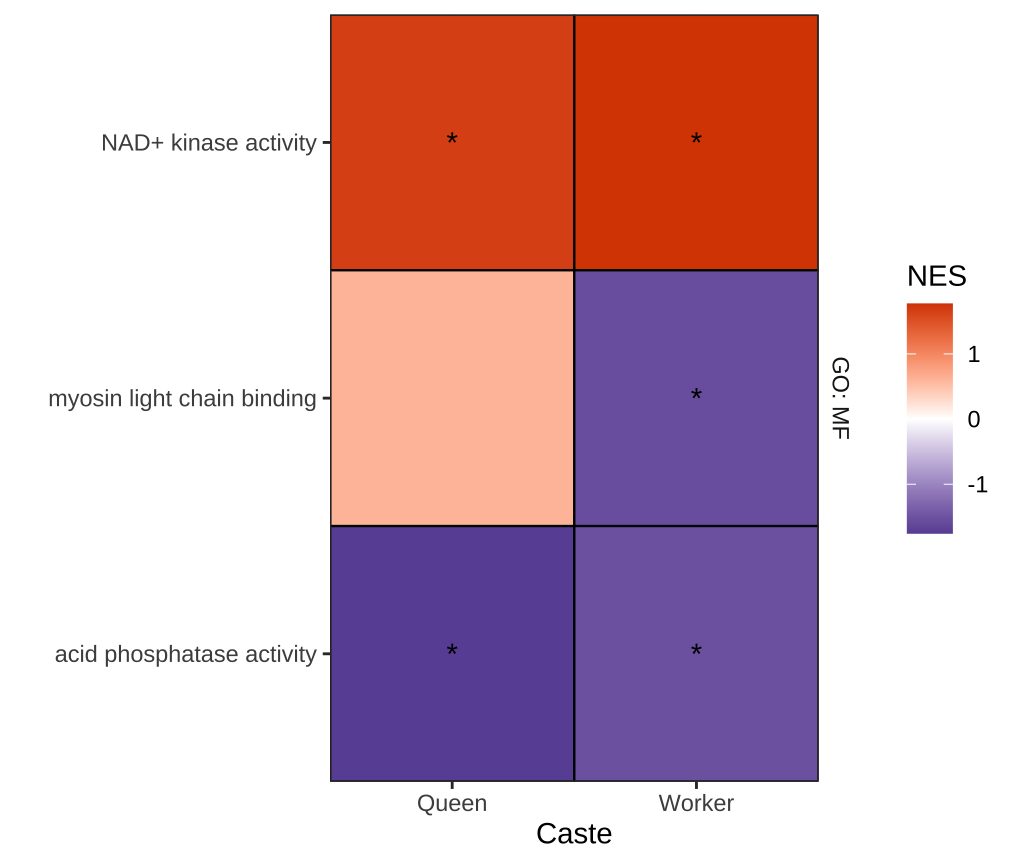 NAD+ kinase activity
*
*
myosin light chain binding
*
acid phosphatase activity
*
*
Queen
Worker
Caste
GO: MF
NES
1
0
-1